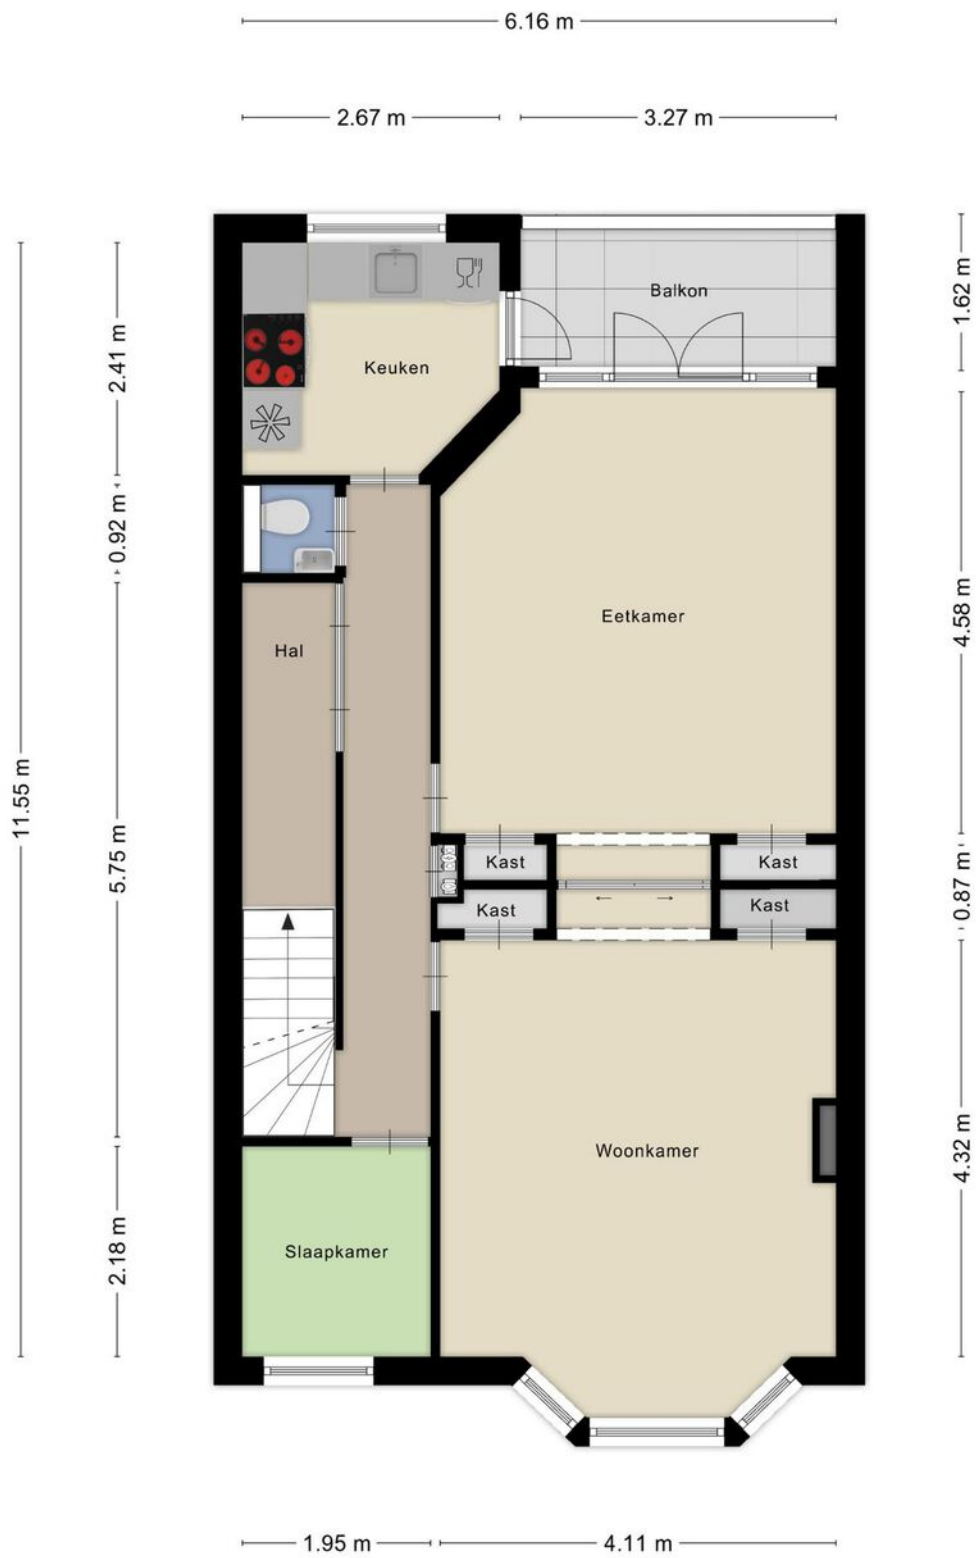 6.16 m
2.67 m
3.27 m
Balkon
1.62 m
2.41 m
Keuken
0.92 m
4.58 m
Eetkamer
Hal
11.55 m
5.75 m
Kast
Kast
0.87 m
Kast
Kast
Woonkamer
4.32 m
2.18 m
Slaapkamer
1.95 m
4.11 m